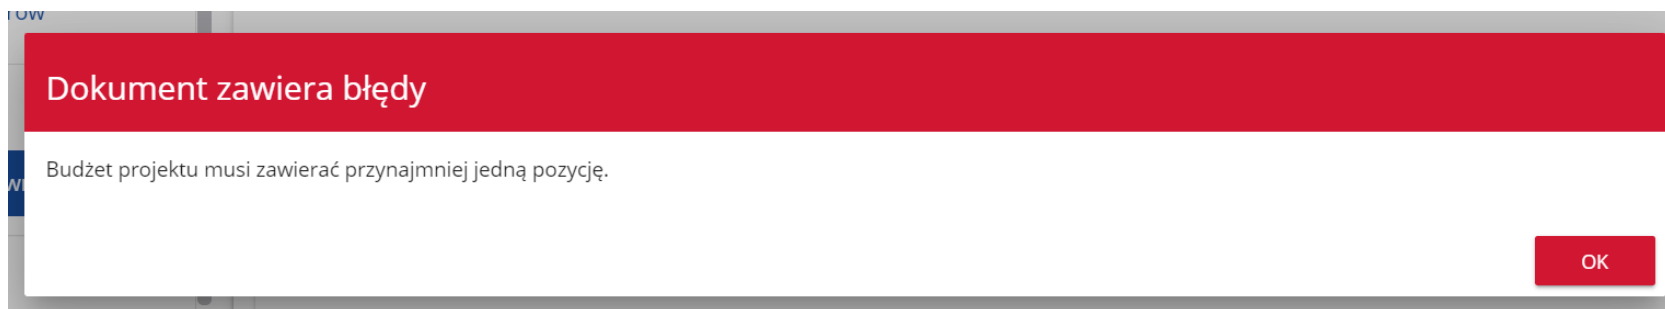 Dokument zawiera błędy
Budżet projektu musi zawierać przynajmniej jedną pozycję.
OK